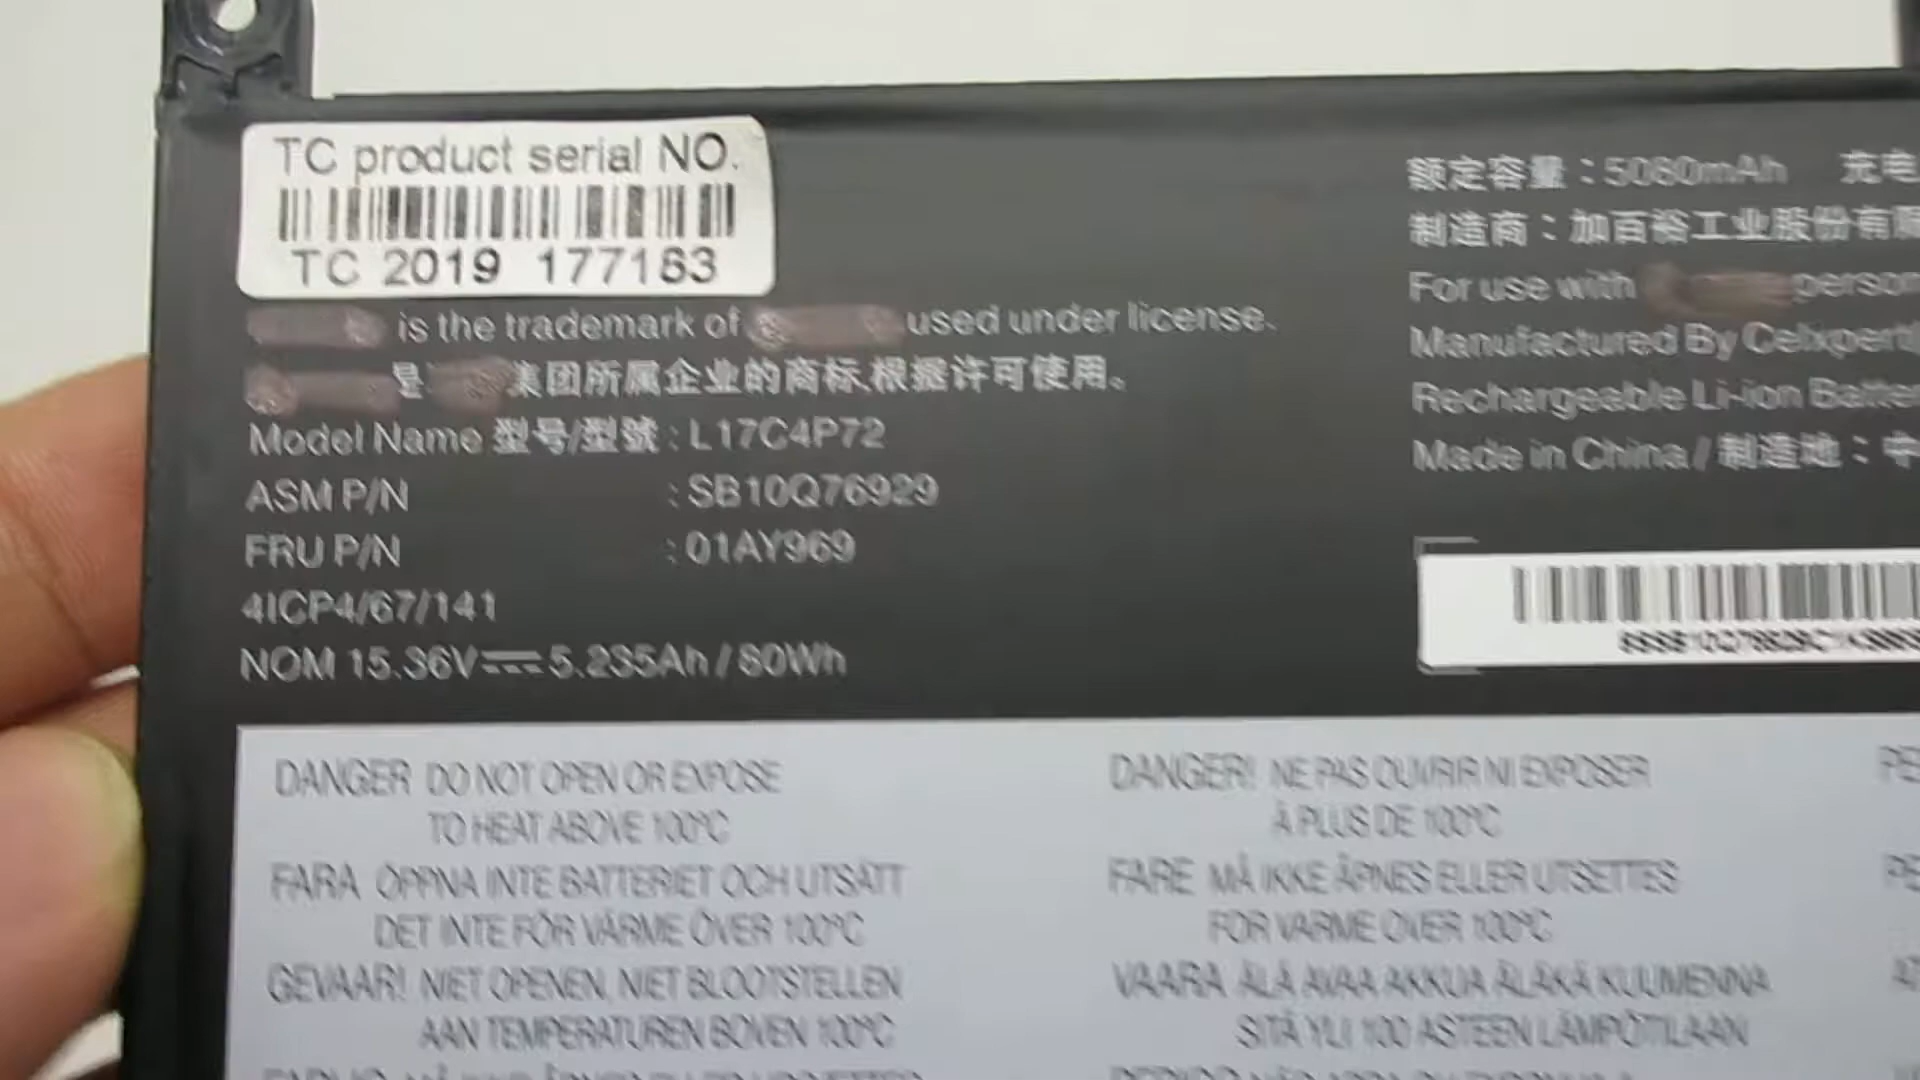 TC product serial NO.
TC 2019 177183
is the trademark of used under license.
是 集团所属企业的商标,根据许可使用。
Model Name 型号/型號 : L17C4P72
ASM P/N : SB10Q76929
FRU P/N : 01AY969
4ICP4/67/141
NOM 15.36V 5.235Ah / 80Wh
额定容量：5080mAh 充电
制造商：加百裕工业股份有限
For use with person
Manufactured By Celxpert
Rechargeable Li-ion Batter
Made in China / 制造地：中
DANGER DO NOT OPEN OR EXPOSE
TO HEAT ABOVE 100°C
FARA ÖPPNA INTE BATTERIET OCH UTSÄTT
DET INTE FÖR VÄRME ÖVER 100°C
GEVAAR! NIET OPENEN, NIET BLOOTSTELLEN
AAN TEMPERATUREN BOVEN 100°C
DANGER! NE PAS OUVRIR NI EXPOSER
À PLUS DE 100°C
FARE MÅ IKKE ÅPNES ELLER UTSETTES
FOR VARME OVER 100°C
VAARA ÄLÄ AVAA AKKUA ÄLÄKÄ KUUMENNA
SITÄ YLI 100 ASTEEN LÄMPÖTILAAN